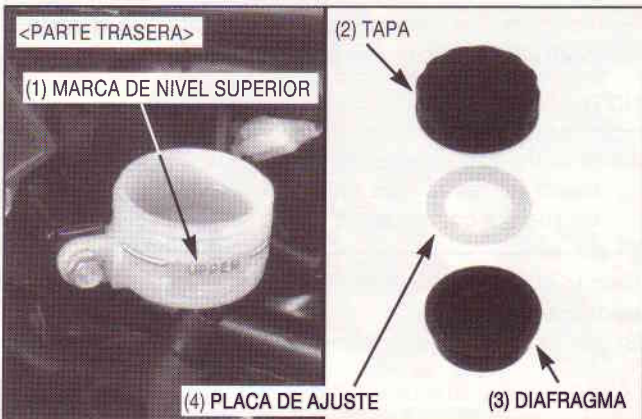 <PARTE TRASERA>
(1) MARCA DE NIVEL SUPERIOR
UPPER
(2) TAPA
(4) PLACA DE AJUSTE
(3) DIAFRAGMA